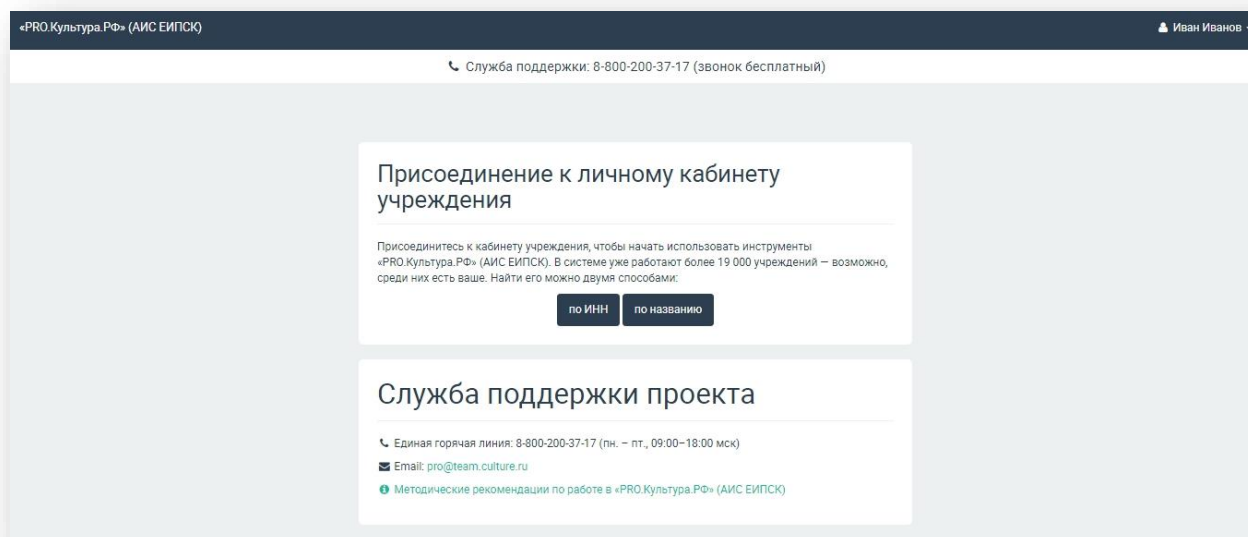 «PRO.Культура.РФ» (АИС ЕИПСК)
Иван Иванов
Служба поддержки: 8-800-200-37-17 (звонок бесплатный)
Присоединение к личному кабинету
учреждения
Присоединитесь к кабинету учреждения, чтобы начать использовать инструменты
«PRO.Культура.РФ» (АИС ЕИПСК). В системе уже работают более 19 000 учреждений — возможно,
среди них есть ваше. Найти его можно двумя способами:
по ИНН
по названию
Служба поддержки проекта
Единая горячая линия: 8-800-200-37-17 (пн. – пт., 09:00–18:00 мск)
Email: pro@team.culture.ru
Методические рекомендации по работе в «PRO.Культура.РФ» (АИС ЕИПСК)